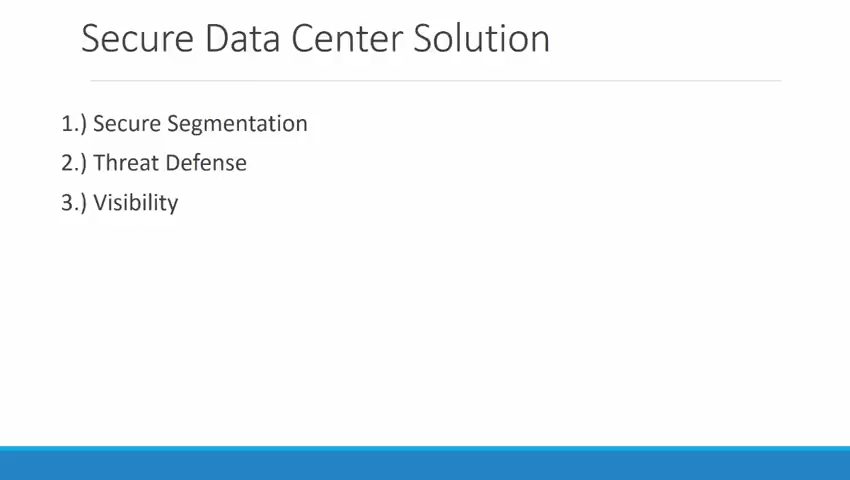 Secure Data Center Solution
1.) Secure Segmentation
2.) Threat Defense
3.) Visibility